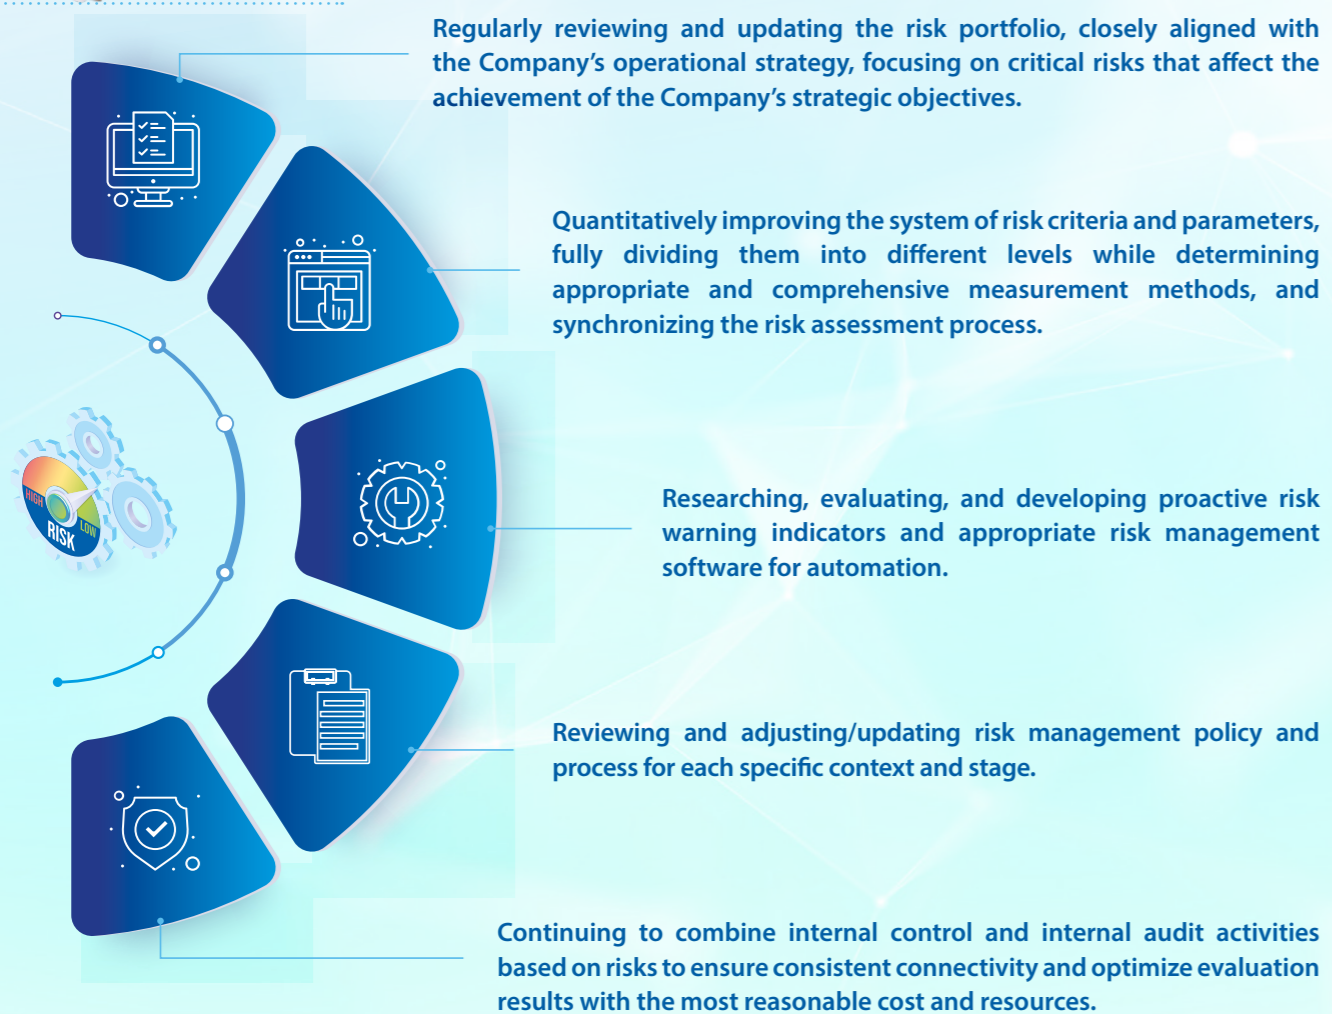 Regularly reviewing and updating the risk portfolio, closely aligned with
the Company's operational strategy, focusing on critical risks that affect the
achievement of the Company's strategic objectives.
Quantitatively improving the system of risk criteria and parameters,
fully dividing them into different levels while determining
appropriate and comprehensive measurement methods, and
synchronizing the risk assessment process.
HIGH
LOW
RISK
Researching, evaluating, and developing proactive risk
warning indicators and appropriate risk management
software for automation.
Reviewing and adjusting/updating risk management policy and
process for each specific context and stage.
Continuing to combine internal control and internal audit activities
based on risks to ensure consistent connectivity and optimize evaluation
results with the most reasonable cost and resources.